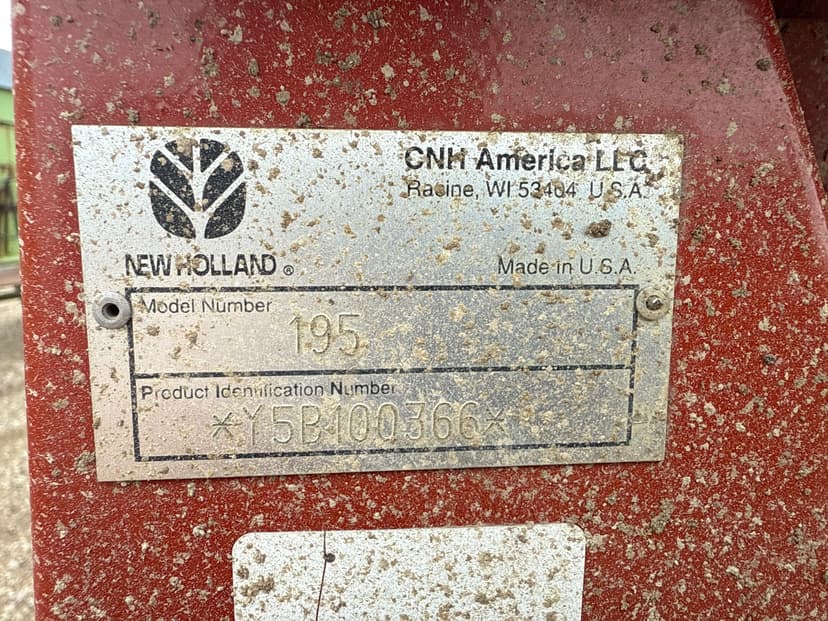 CNH America LLC
Racine, WI 53404 U.S.A.
NEW HOLLAND ®
Made in U.S.A.
Model Number
195
Product Identification Number
*Y5B100366*